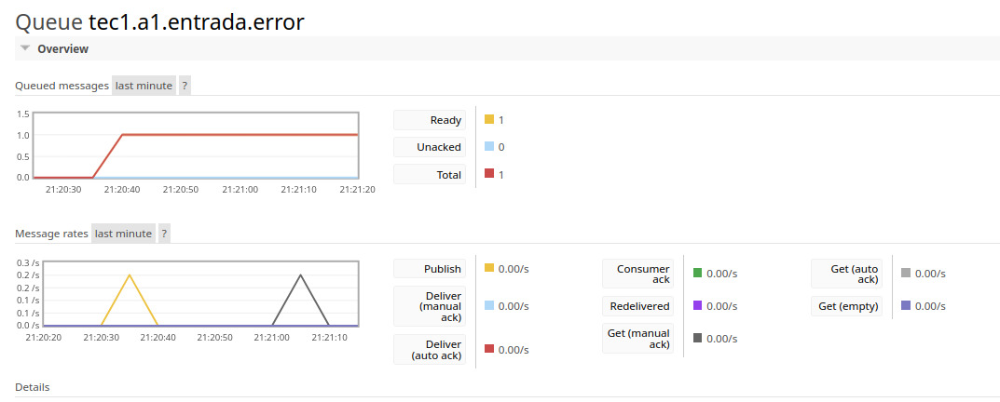 Queue tec1.a1.entrada.error
Overview
Queued messages last minute ?
1.5
1.0
0.5
0.0
21:20:30 21:20:40 21:20:50 21:21:00 21:21:10 21:21:20
Ready 1
Unacked 0
Total 1
Message rates last minute ?
0.3 /s
0.2 /s
0.2 /s
0.1 /s
0.1 /s
0.0 /s
21:20:20 21:20:30 21:20:40 21:20:50 21:21:00 21:21:10
Publish 0.00/s
Deliver
(manual 0.00/s
ack)
Deliver
(auto ack) 0.00/s
Consumer
ack 0.00/s
Redelivered 0.00/s
Get (manual
ack) 0.00/s
Get (auto
ack) 0.00/s
Get (empty) 0.00/s
Details